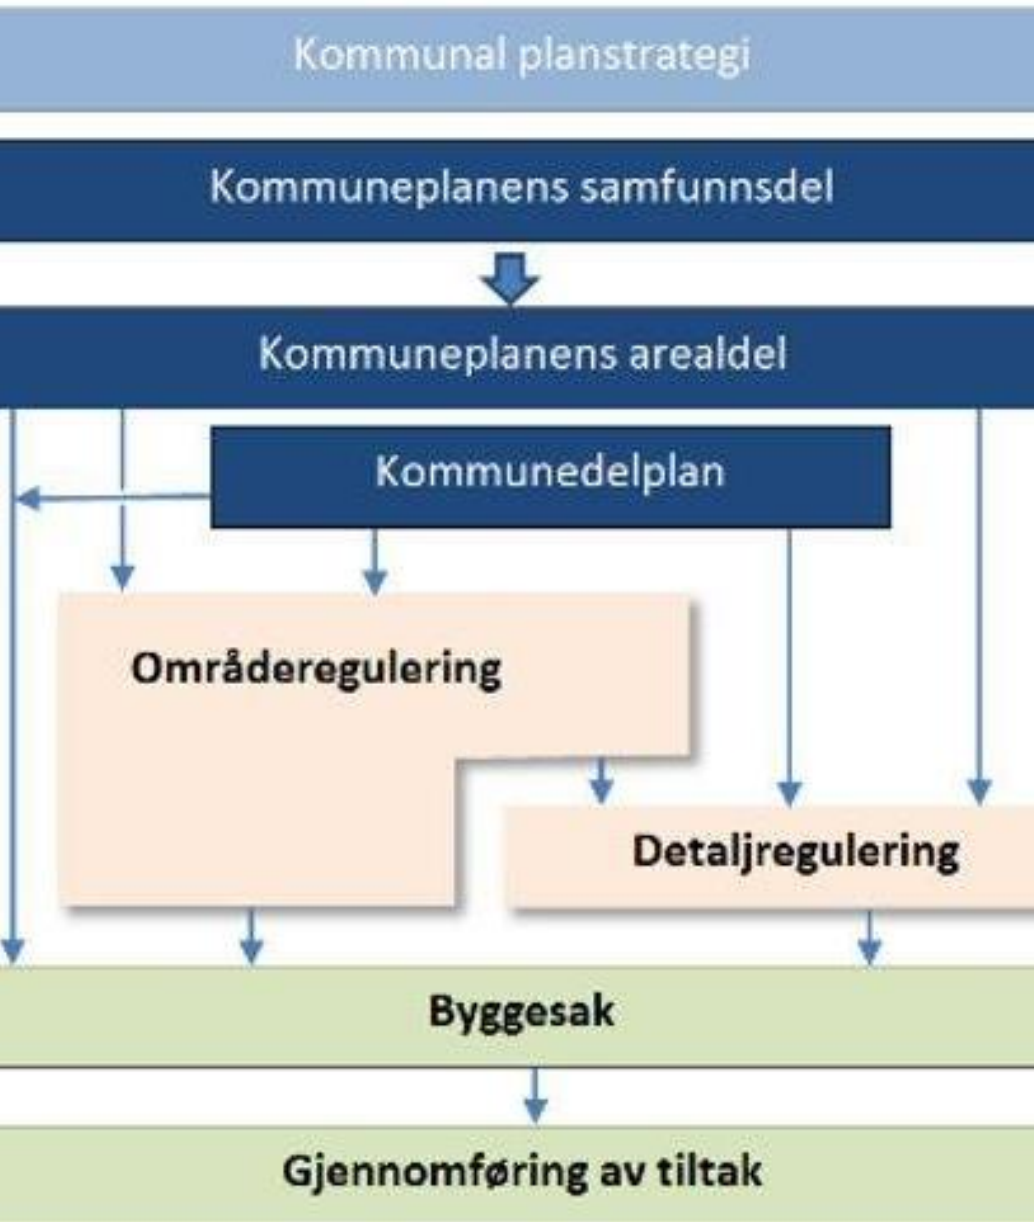 Kommunal planstrategi
Kommuneplanens samfunnsdel
Kommuneplanens arealdel
Kommunedelplan
Områderegulering
Detaljregulering
Byggesak
Gjennomføring av tiltak